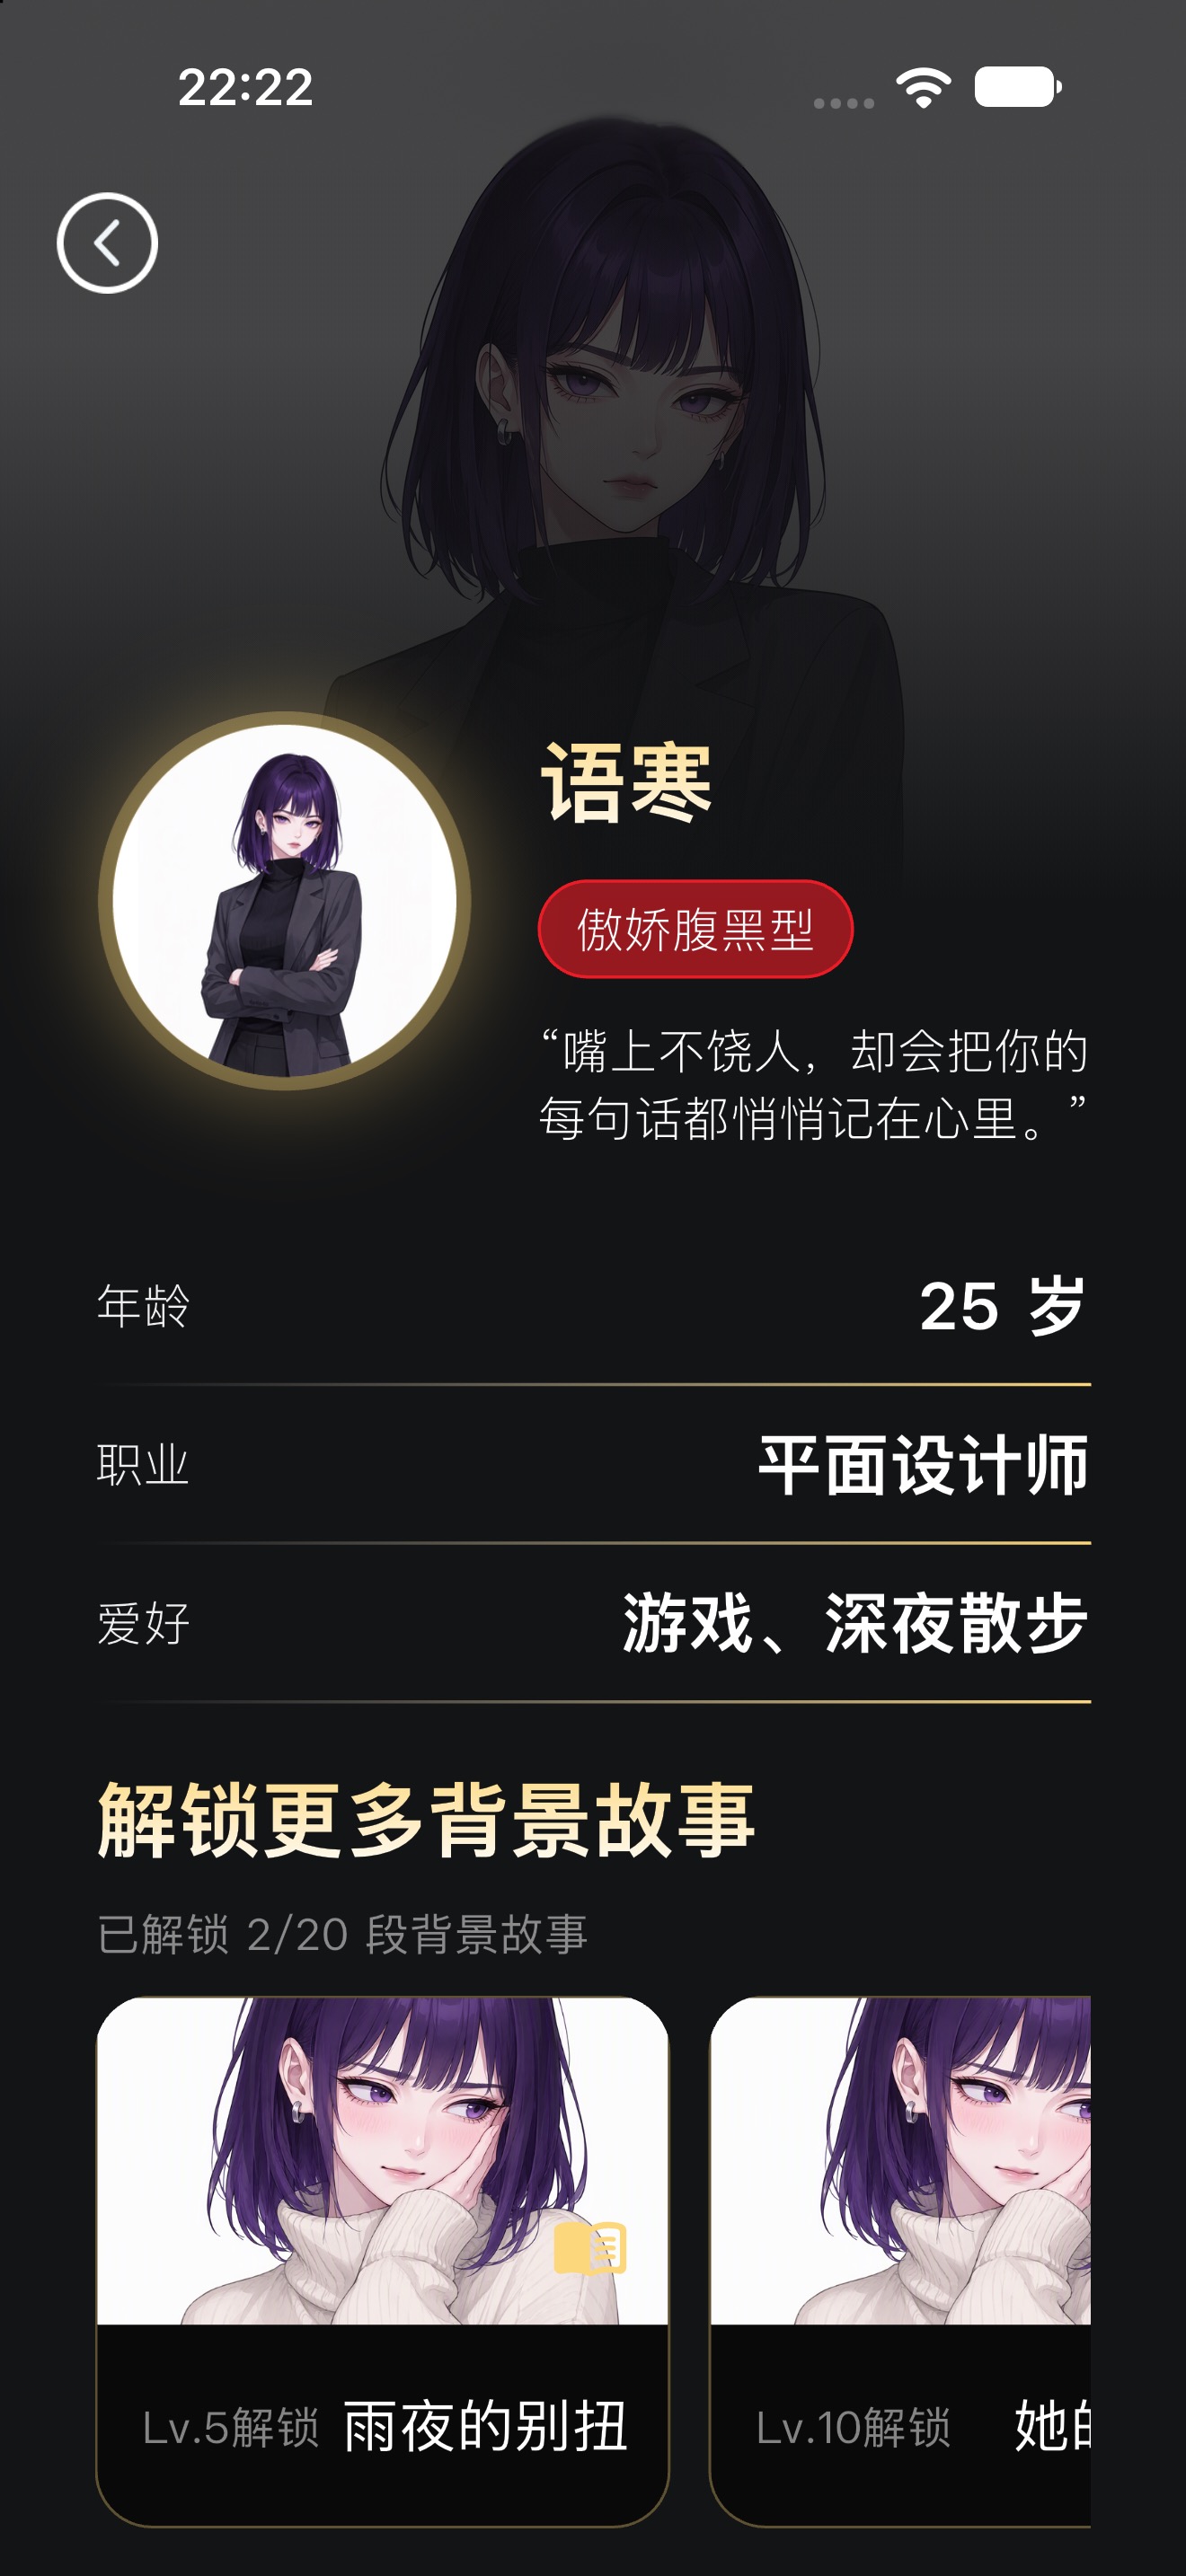 22:22
语寒
傲娇腹黑型
“嘴上不饶人，却会把你的
每句话都悄悄记在心里。”
年龄
25 岁
职业
平面设计师
爱好
游戏、深夜散步
解锁更多背景故事
已解锁 2/20 段背景故事
Lv.5解锁 雨夜的别扭
Lv.10解锁 她